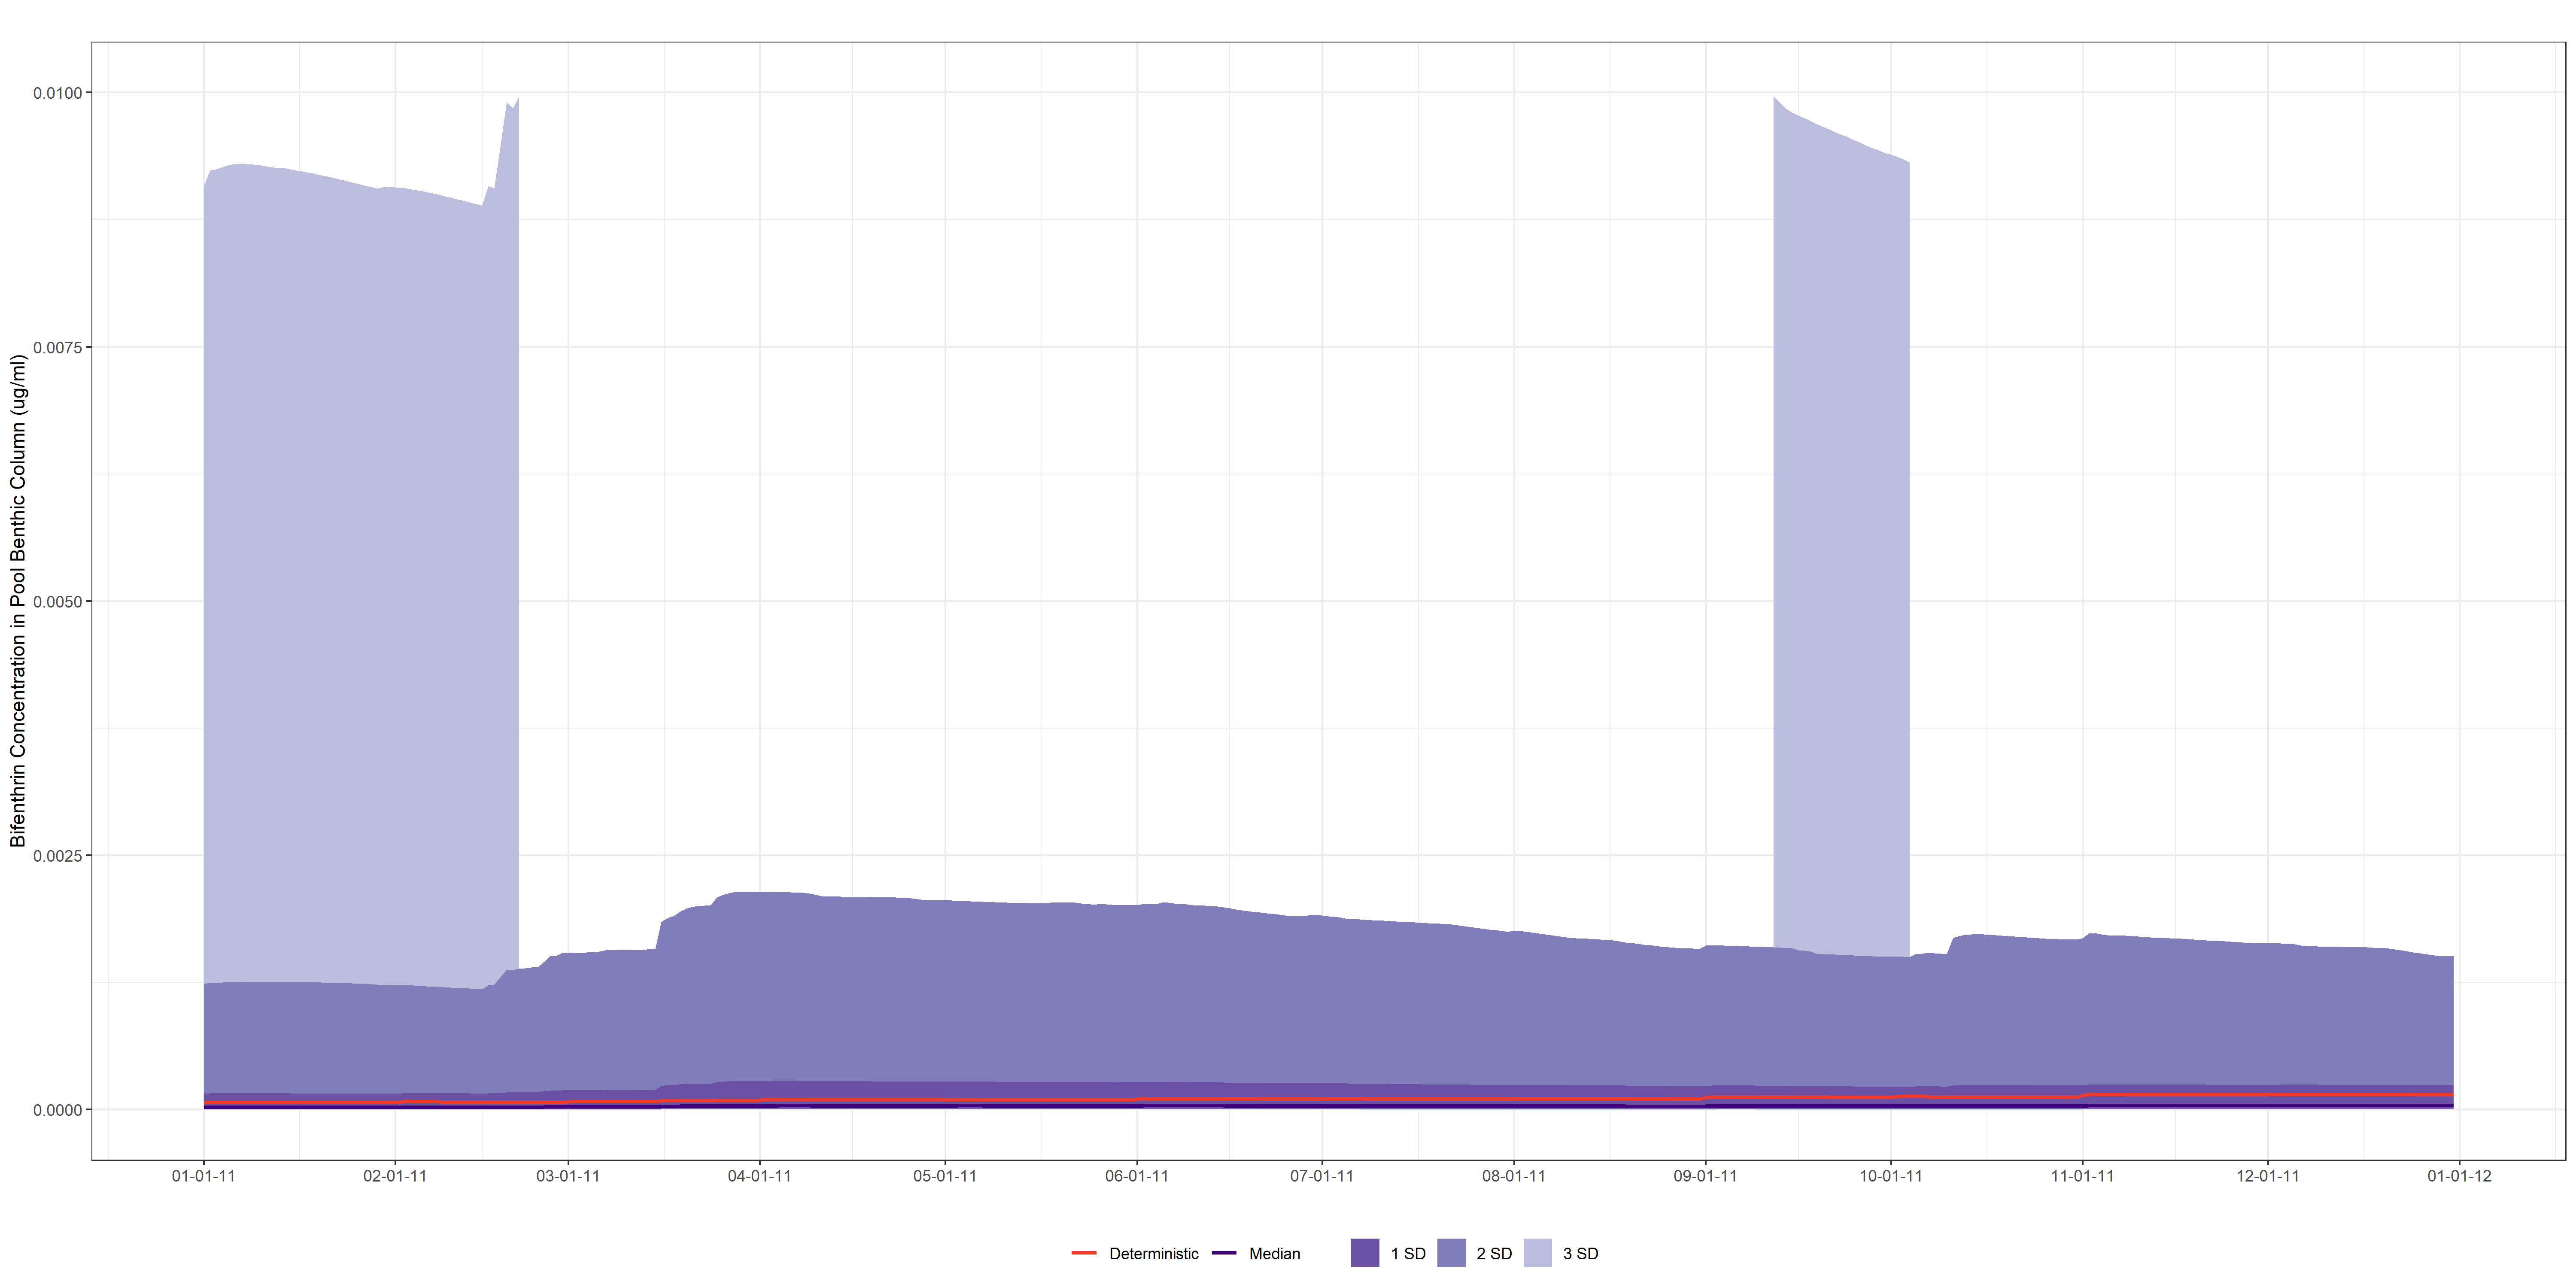 Bifenthrin Concentration in Pool Benthic Column (ug/ml)
0.0100
0.0075
0.0050
0.0025
0.0000
01-01-11 02-01-11 03-01-11 04-01-11 05-01-11 06-01-11 07-01-11 08-01-11 09-01-11 10-01-11 11-01-11 12-01-11 01-01-12
Deterministic Median 1 SD 2 SD 3 SD